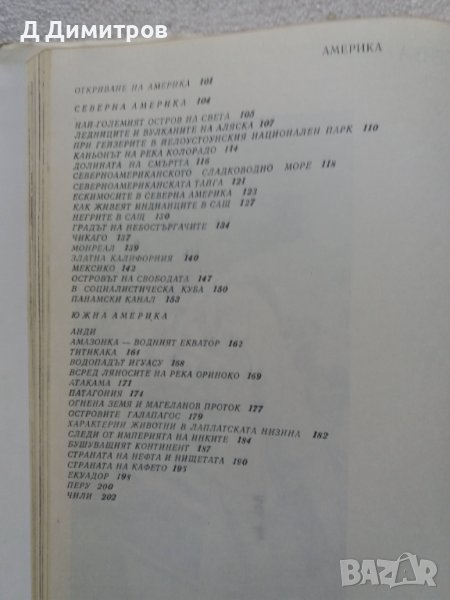 Д Димитров
АМЕРИКА
ОТКРИВАНЕ НА АМЕРИКА 101
СЕВЕРНА АМЕРИКА 104
НАЙ-ГОЛЕМИЯТ ОСТРОВ НА СВЕТА 105
ЛЕДНИЦИТЕ И ВУЛКАНИТЕ НА АЛЯСКА 107
ПРИ ГЕЙЗЕРИТЕ В ЙЕЛОУСТОУНСКИЯ НАЦИОНАЛЕН ПАРК 110
КАНЬОНЪТ НА РЕКА КОЛОРАДО 114
ДОЛИНАТА НА СМЪРТТА 116
СЕВЕРНОАМЕРИКАНСКОТО СЛАДКОВОДНО МОРЕ 118
СЕВЕРНОАМЕРИКАНСКАТА ТАЙГА 121
ЕСКИМОСИТЕ В СЕВЕРНА АМЕРИКА 123
КАК ЖИВЕЯТ ИНДИАНЦИТЕ В САЩ 127
НЕГРИТЕ В САЩ 130
ГРАДЪТ НА НЕБОСТЪРГАЧИТЕ 134
ЧИКАГО 137
МОНРЕАЛ 139
ЗЛАТНА КАЛИФОРНИЯ 140
МЕКСИКО 142
ОСТРОВЪТ НА СВОБОДАТА 147
В СОЦИАЛИСТИЧЕСКА КУБА 150
ПАНАМСКИ КАНАЛ 153
ЮЖНА АМЕРИКА
АНДИ
АМАЗОНКА — ВОДНИЯТ ЕКВАТОР 162
ТИТИКАКА 164
ВОДОПАДЪТ ИГУАСУ 168
ВСРЕД ЛЯНОСИТЕ НА РЕКА ОРИНОКО 169
АТАКАМА 171
ПАТАГОНИЯ 174
ОГНЕНА ЗЕМЯ И МАГЕЛАНОВ ПРОТОК 177
ОСТРОВИТЕ ГАЛАПАГОС 179
ХАРАКТЕРНИ ЖИВОТНИ В ЛАПЛАТСКАТА НИЗИНА 182
СЛЕДИ ОТ ИМПЕРИЯТА НА ИНКИТЕ 184
БУШУВАЩИЯТ КОНТИНЕНТ 187
СТРАНАТА НА НЕФТА И НИЩЕТАТА 190
СТРАНАТА НА КАФЕТО 193
ЕКУАДОР 198
ПЕРУ 200
ЧИЛИ 202
BAZAR.BG